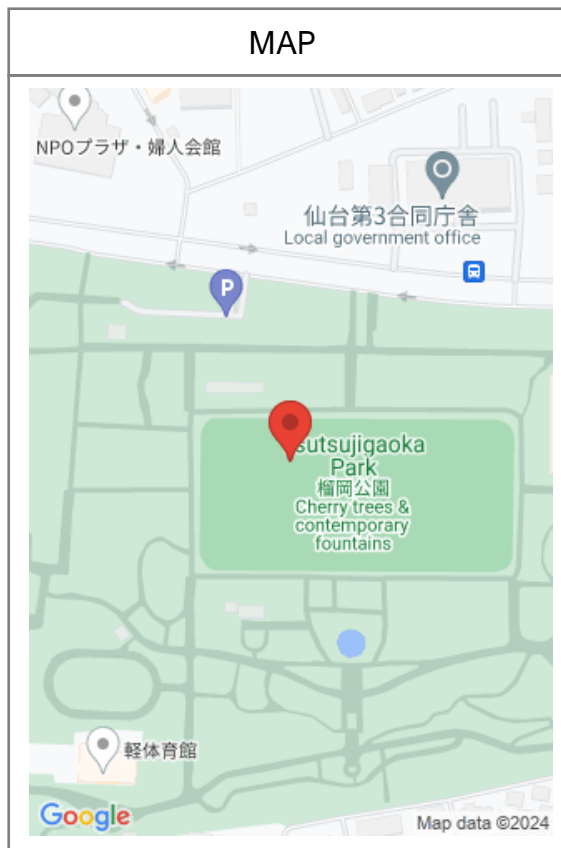 MAP
NPOプラザ・婦人会館
仙台第3合同庁舎
Local government office
P
sutsujigaoka
Park
榴岡公園
Cherry trees &
contemporary
fountains
軽体育館
Google
Map data ©2024